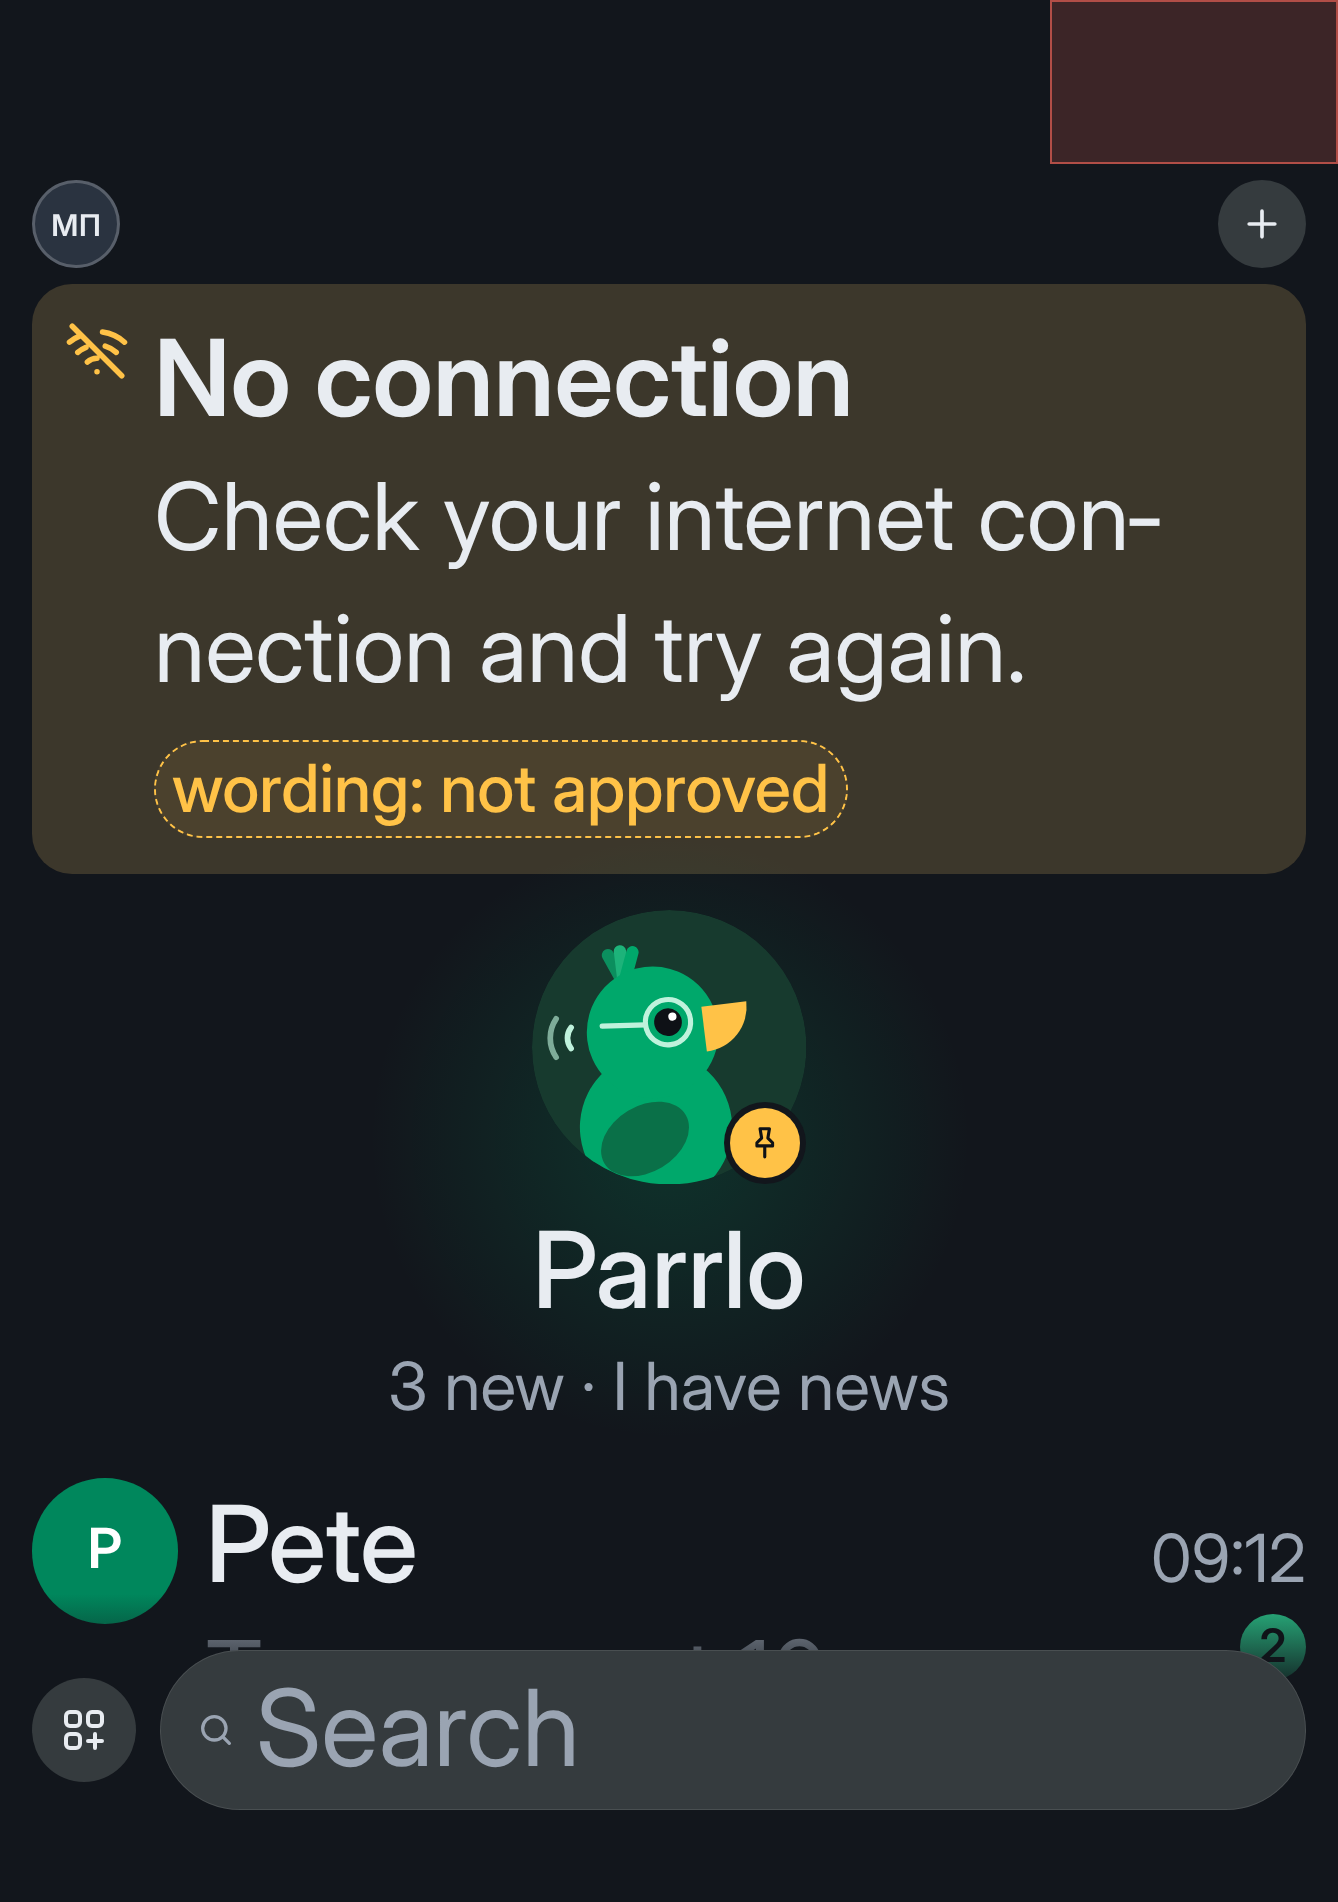 МП
No connection
Check your internet con-
nection and try again.
wording: not approved
Parrlo
3 new · I have news
P
Pete
09:12
2
Search